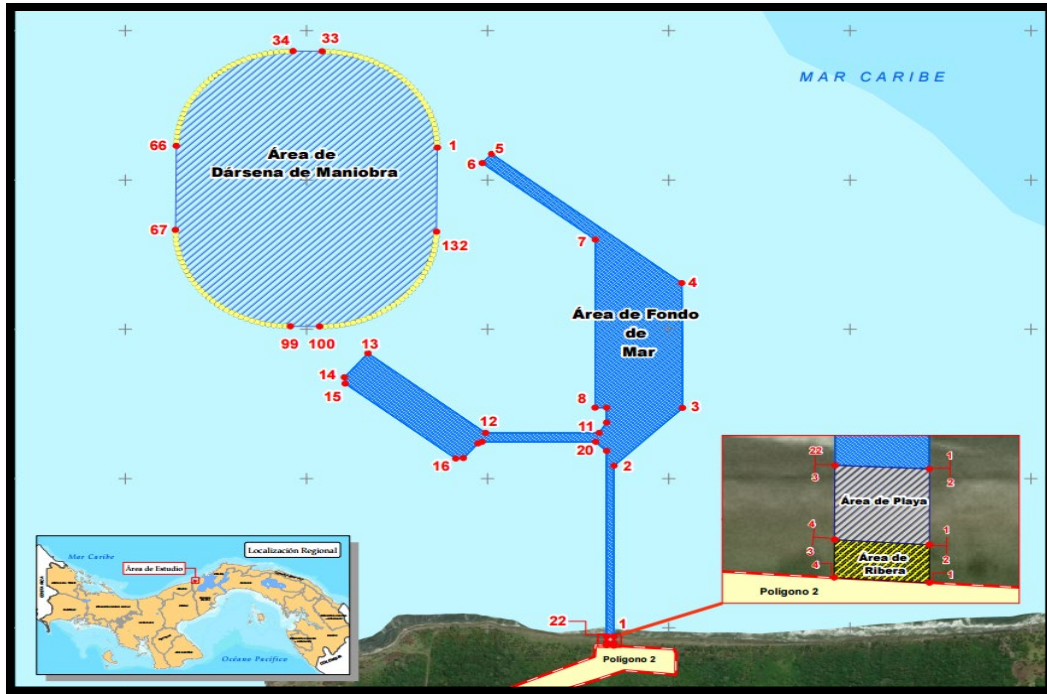 34
33
MAR CARIBE
66
1
5
6
Área de
Dársena de Maniobra
67
132
7
4
Área de Fondo
de
Mar
99
100
13
14
15
8
3
12
11
20
16
2
22
1
3
2
Área de Playa
4
1
3
2
Área de
Ribera
4
1
Polígono 2
Mar Caribe
Localización Regional
Área de Estudio
Océano Pacífico
COLOMBIA
22
1
Polígono 2